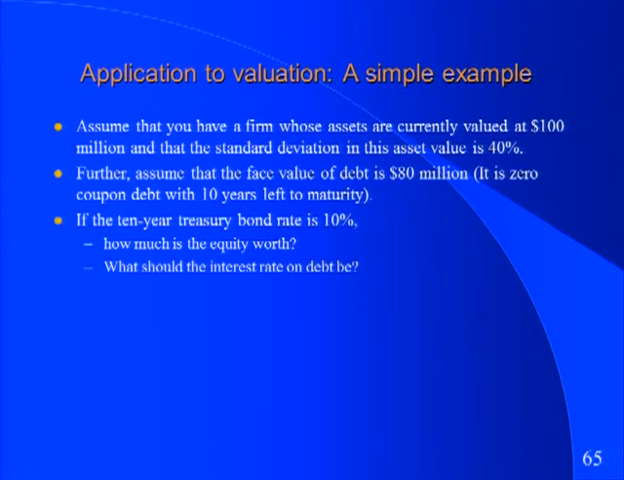 Application to valuation: A simple example
Assume that you have a firm whose assets are currently valued at $100
million and that the standard deviation in this asset value is 40%.
Further, assume that the face value of debt is $80 million (It is zero
coupon debt with 10 years left to maturity).
If the ten-year treasury bond rate is 10%,
– how much is the equity worth?
– What should the interest rate on debt be?
65